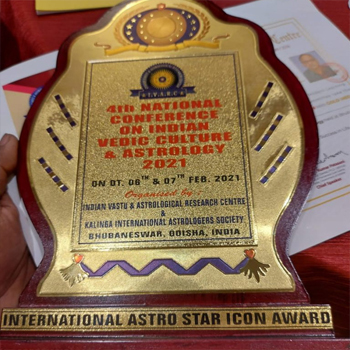 I.V.A.R.C
4th NATIONAL
CONFERENCE
ON INDIAN
VEDIC CULTURE
& ASTROLOGY
2021
ON DT. 06TH & 07TH FEB. 2021
Organised by :
INDIAN VASTU & ASTROLOGICAL RESEARCH CENTRE
&
KALINGA INTERNATIONAL ASTROLOGERS SOCIETY
BHUBANESWAR, ODISHA, INDIA
INTERNATIONAL ASTRO STAR ICON AWARD